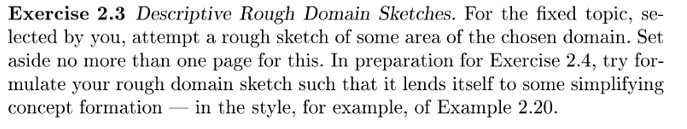 Exercise 2.3 Descriptive Rough Domain Sketches. For the fixed topic, se-
lected by you, attempt a rough sketch of some area of the chosen domain. Set
aside no more than one page for this. In preparation for Exercise 2.4, try for-
mulate your rough domain sketch such that it lends itself to some simplifying
concept formation — in the style, for example, of Example 2.20.